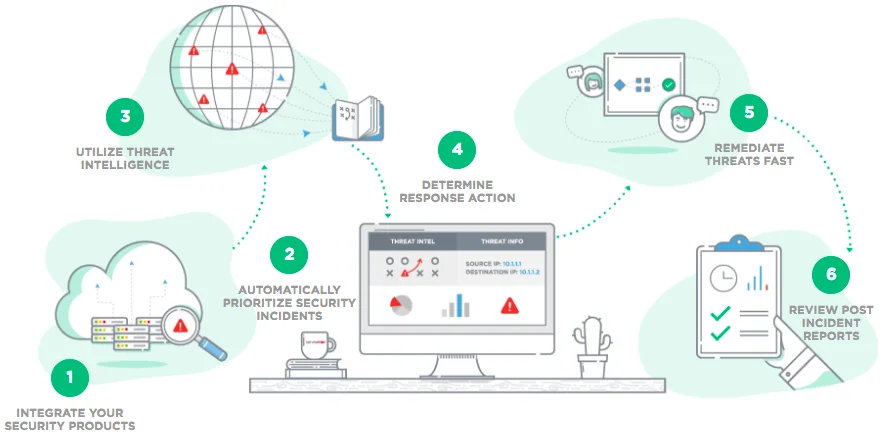 1
INTEGRATE YOUR
SECURITY PRODUCTS
2
AUTOMATICALLY
PRIORITIZE SECURITY
INCIDENTS
3
UTILIZE THREAT
INTELLIGENCE
4
DETERMINE
RESPONSE ACTION
THREAT INTEL
THREAT INFO
SOURCE IP: 10.1.1.1
DESTINATION IP: 10.1.1.2
5
REMEDIATE
THREATS FAST
6
REVIEW POST
INCIDENT
REPORTS